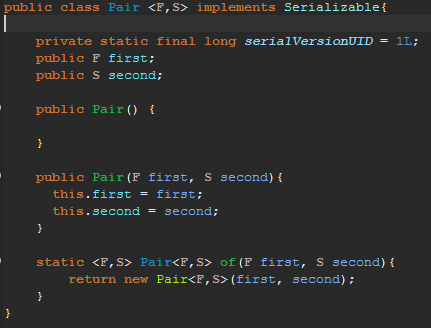 public class Pair <F,S> implements Serializable{
private static final long serialVersionUID = 1L;
public F first;
public S second;
public Pair() {
}
public Pair(F first, S second){
this.first = first;
this.second = second;
}
static <F,S> Pair<F,S> of(F first, S second){
return new Pair<F,S>(first, second);
}
}